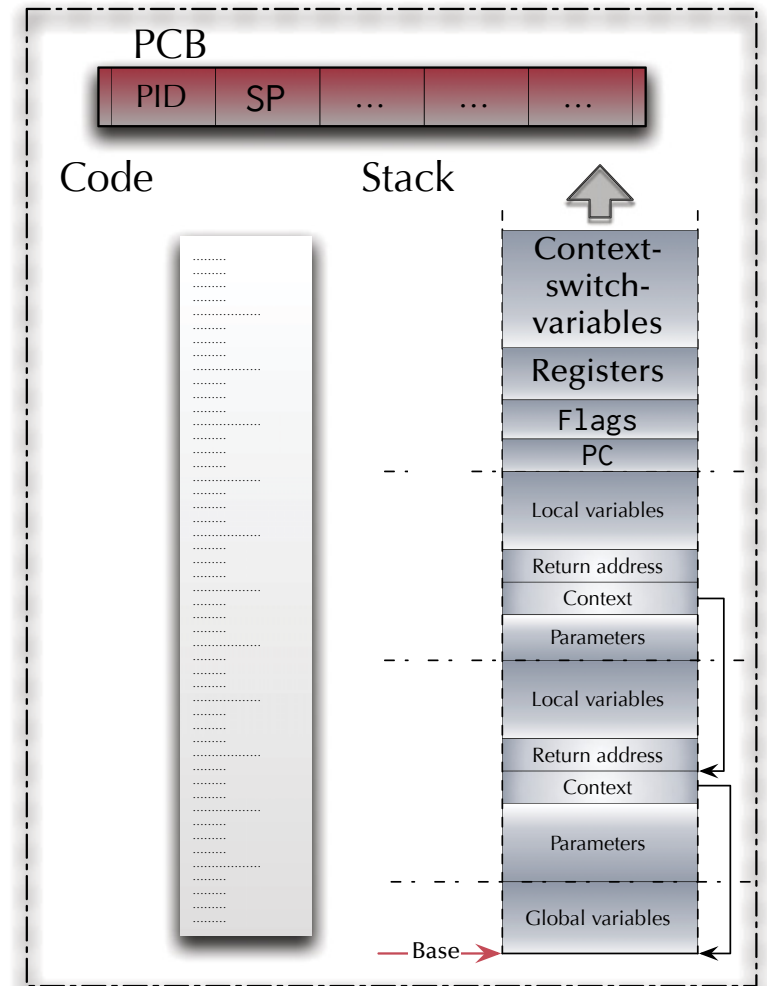 PCB
PID SP ... ... ...
Code Stack
Context-
switch-
variables
Registers
Flags
PC
Local variables
Return address
Context
Parameters
Local variables
Return address
Context
Parameters
Global variables
Base